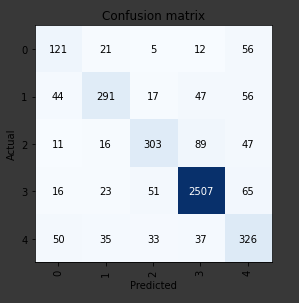 Confusion matrix
0 121 21 5 12 56
1 44 291 17 47 56
2 11 16 303 89 47
3 16 23 51 2507 65
4 50 35 33 37 326
Actual
0 1 2 3 4
Predicted